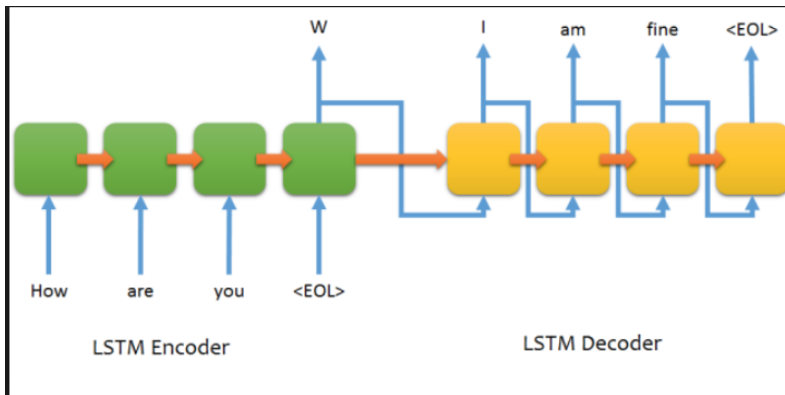 W I am fine <EOL>
How are you <EOL>
LSTM Encoder LSTM Decoder